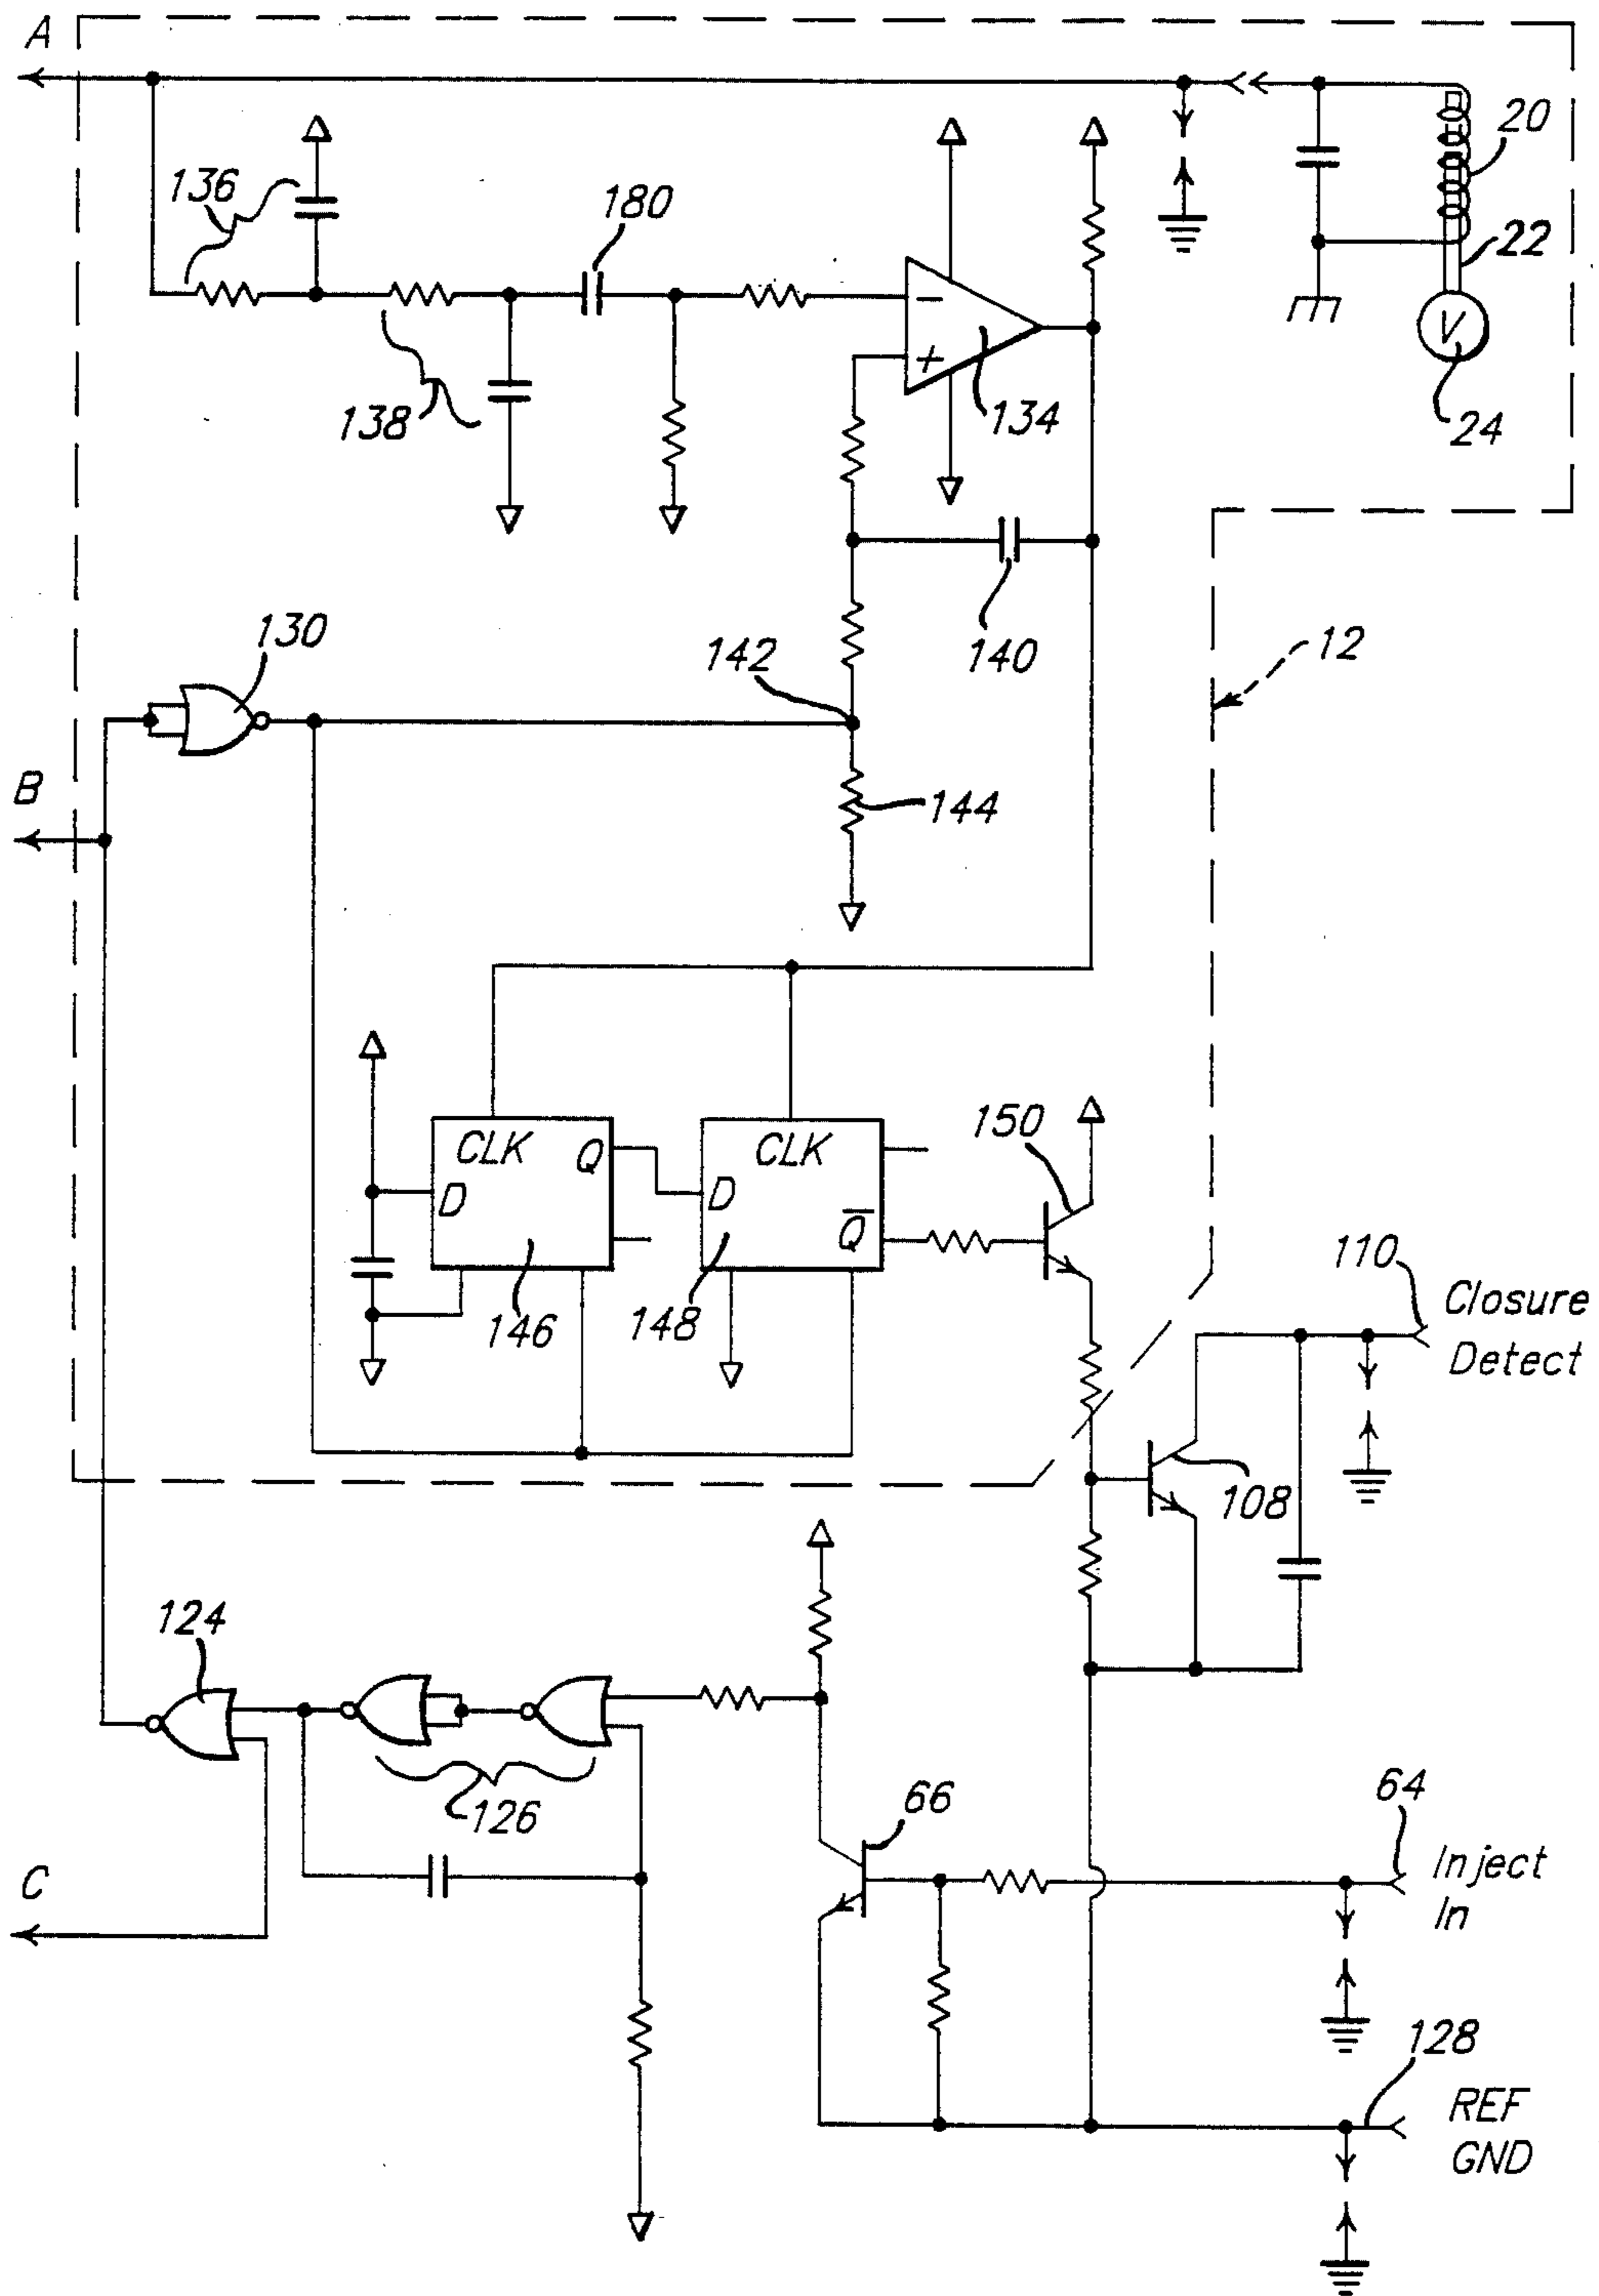 A
136
180
20
22
138
134
24
V
-
+
130
142
140
12
B
144
150
CLK
Q
D
CLK
D
Q̅
110
Closure
Detect
146
148
108
124
126
66
64
Inject
In
C
128
REF
GND